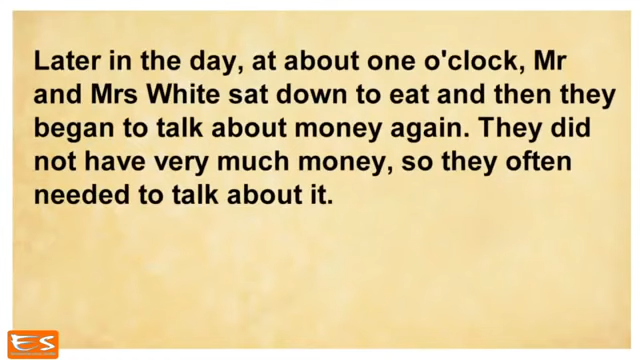 Later in the day, at about one o'clock, Mr
and Mrs White sat down to eat and then they
began to talk about money again. They did
not have very much money, so they often
needed to talk about it.
ES